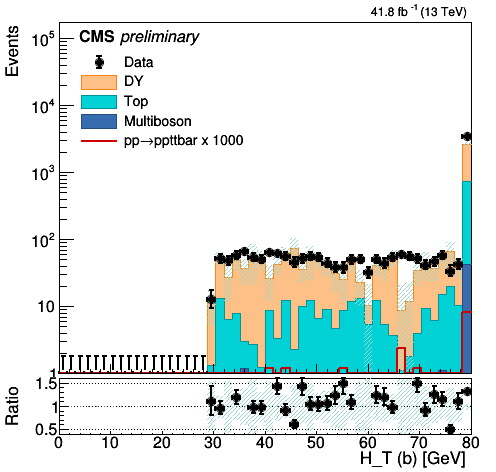 41.8 fb⁻¹ (13 TeV)
Events
CMS preliminary
Data
DY
Top
Multiboson
pp→ppttbar x 1000
10⁵
10⁴
10³
10²
10
1
Ratio
1.5
1
0.5
0 10 20 30 40 50 60 70 80
H_T (b) [GeV]